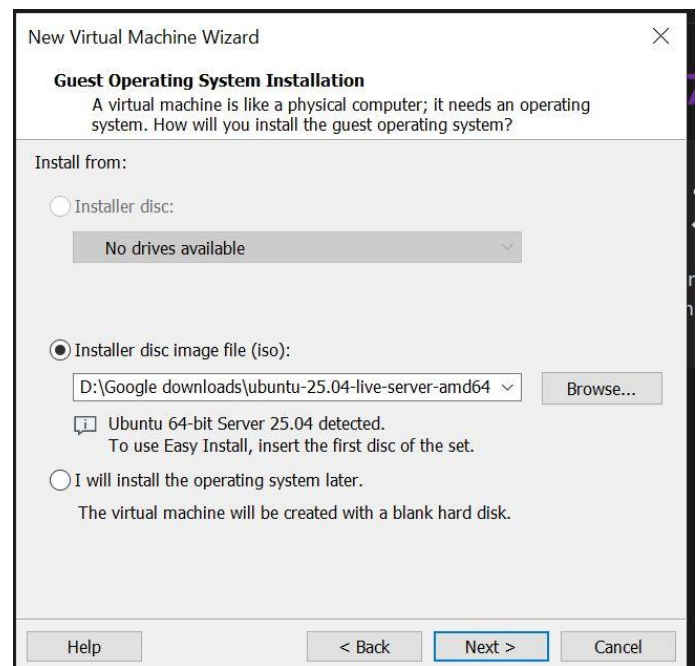 New Virtual Machine Wizard
Guest Operating System Installation
A virtual machine is like a physical computer; it needs an operating
system. How will you install the guest operating system?
Install from:
Installer disc:
No drives available
Installer disc image file (iso):
D:\Google downloads\ubuntu-25.04-live-server-amd64
Browse...
Ubuntu 64-bit Server 25.04 detected.
To use Easy Install, insert the first disc of the set.
I will install the operating system later.
The virtual machine will be created with a blank hard disk.
Help
< Back
Next >
Cancel